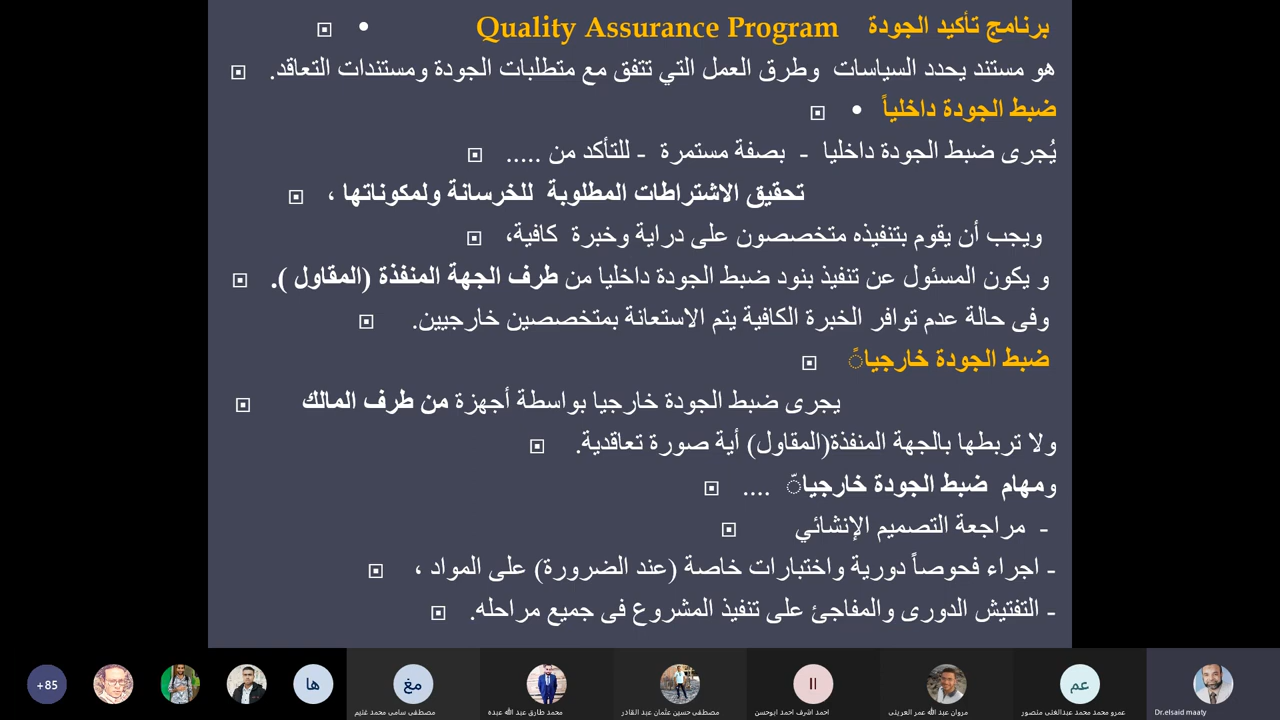 برنامج تأكيد الجودة Quality Assurance Program
هو مستند يحدد السياسات وطرق العمل التي تتفق مع متطلبات الجودة ومستندات التعاقد.
ضبط الجودة داخلياً
يُجرى ضبط الجودة داخليا - بصفة مستمرة - للتأكد من .....
تحقيق الاشتراطات المطلوبة للخرسانة ولمكوناتها ،
ويجب أن يقوم بتنفيذه متخصصون على دراية وخبرة كافية،
و يكون المسئول عن تنفيذ بنود ضبط الجودة داخليا من طرف الجهة المنفذة (المقاول ).
وفى حالة عدم توافر الخبرة الكافية يتم الاستعانة بمتخصصين خارجيين.
ضبط الجودة خارجياً
يجرى ضبط الجودة خارجيا بواسطة أجهزة من طرف المالك
ولا تربطها بالجهة المنفذة(المقاول) أية صورة تعاقدية.
ومهام ضبط الجودة خارجياّ ....
- مراجعة التصميم الإنشائي
- اجراء فحوصاً دورية واختبارات خاصة (عند الضرورة) على المواد ،
- التفتيش الدورى والمفاجئ على تنفيذ المشروع فى جميع مراحله.
+85
ها
مغ
اا
عم
مصطفى سامى محمد غنيم
محمد طارق عبد الله عبده
مصطفى حسين عثمان عبد القادر
احمد اشرف احمد ابوحسن
مروان عبد الله عمر العرينى
عمرو محمد محمد عبدالغنى منصور
Dr.elsaid maaty